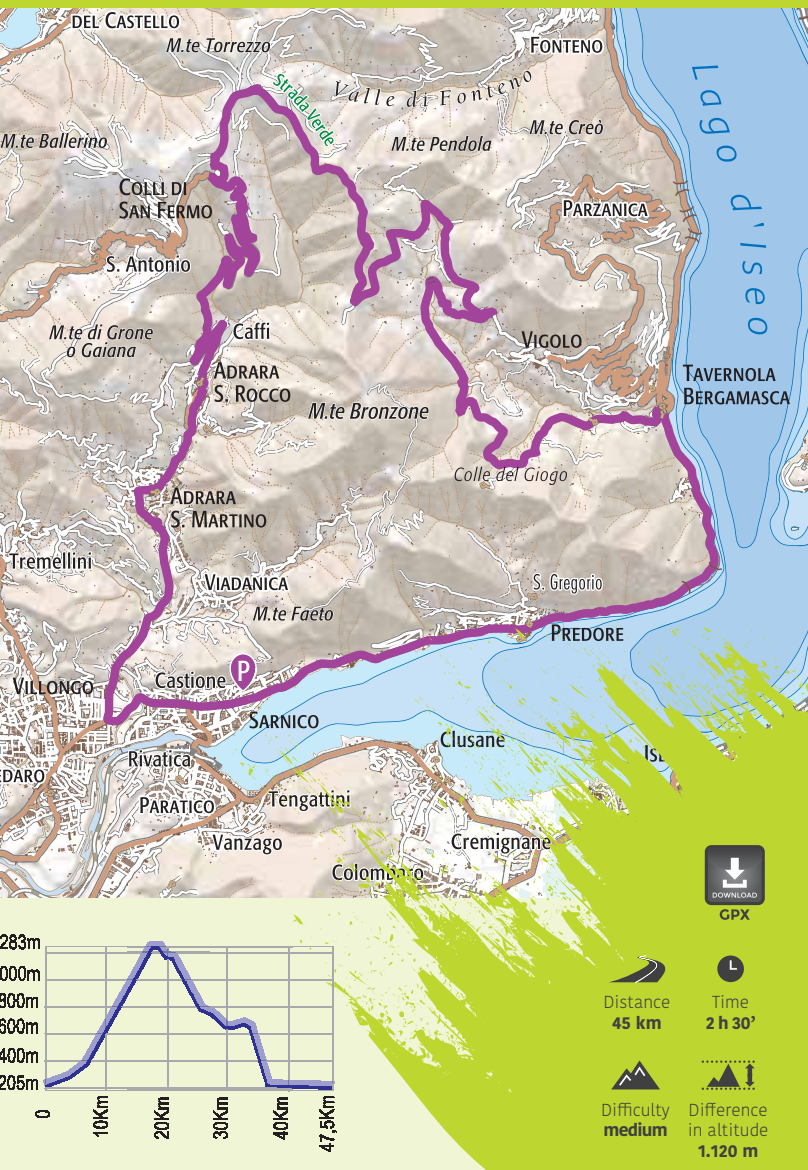 DEL CASTELLO
M.te Torrezzo
FONTENO
Strada Verde
Valle di Fonteno
Lago d'Iseo
M.te Ballerino
M.te Pendola
M.te Creò
COLLI DI
SAN FERMO
PARZANICA
S. Antonio
M.te di Grone
o Gaiana
Caffi
VIGOLO
ADRARA
S. ROCCO
TAVERNOLA
BERGAMASCA
M.te Bronzone
Colle del Giogo
ADRARA
S. MARTINO
Tremellini
VIADANICA
S. Gregorio
M.te Faeto
PREDORE
VILLONGO
Castione
P
SARNICO
Rivatica
Clusane
EDARO
PARATICO
Tengattini
Vanzago
Cremignane
DOWNLOAD
GPX
283m
000m
800m
600m
400m
205m
0
10Km
20Km
30Km
40Km
47,5Km
Distance
45 km
Time
2 h 30’
Difficulty
medium
Difference
in altitude
1.120 m